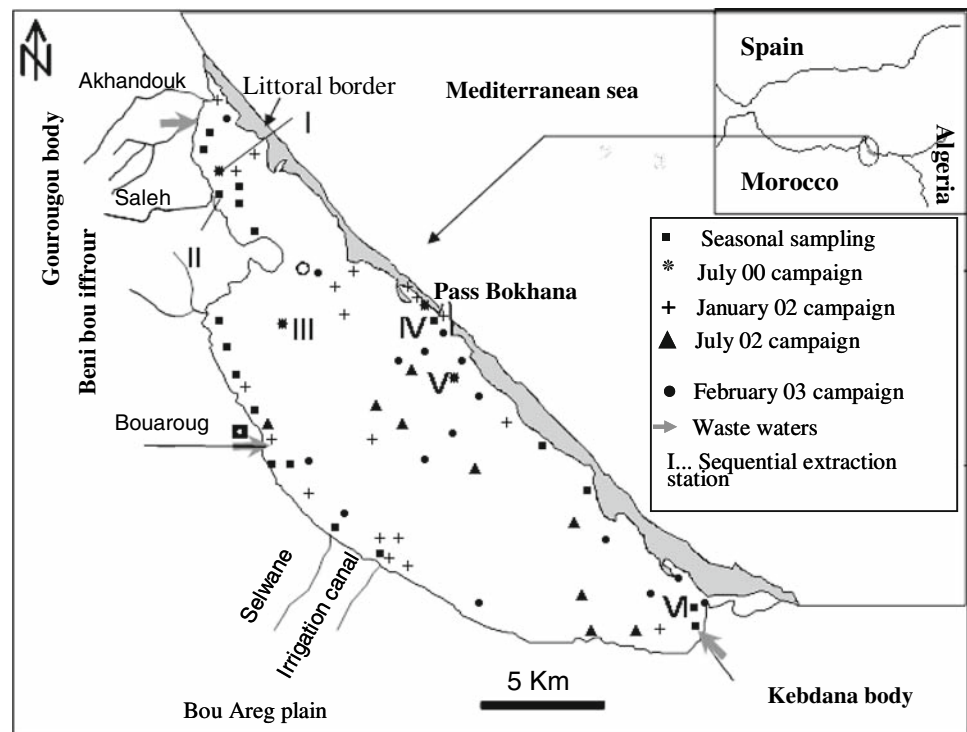 N
Akhandouk
Littoral border
I
Gourougou body
Saleh
II
Beni bou iffrour
Mediterranean sea
Spain
Morocco
Algeria
Pass Bokhana
III
IV
V
Bouaroug
Selwane
Irrigation canal
VI
5 Km
Bou Areg plain
Kebdana body
Seasonal sampling
July 00 campaign
January 02 campaign
July 02 campaign
February 03 campaign
Waste waters
I... Sequential extraction
station